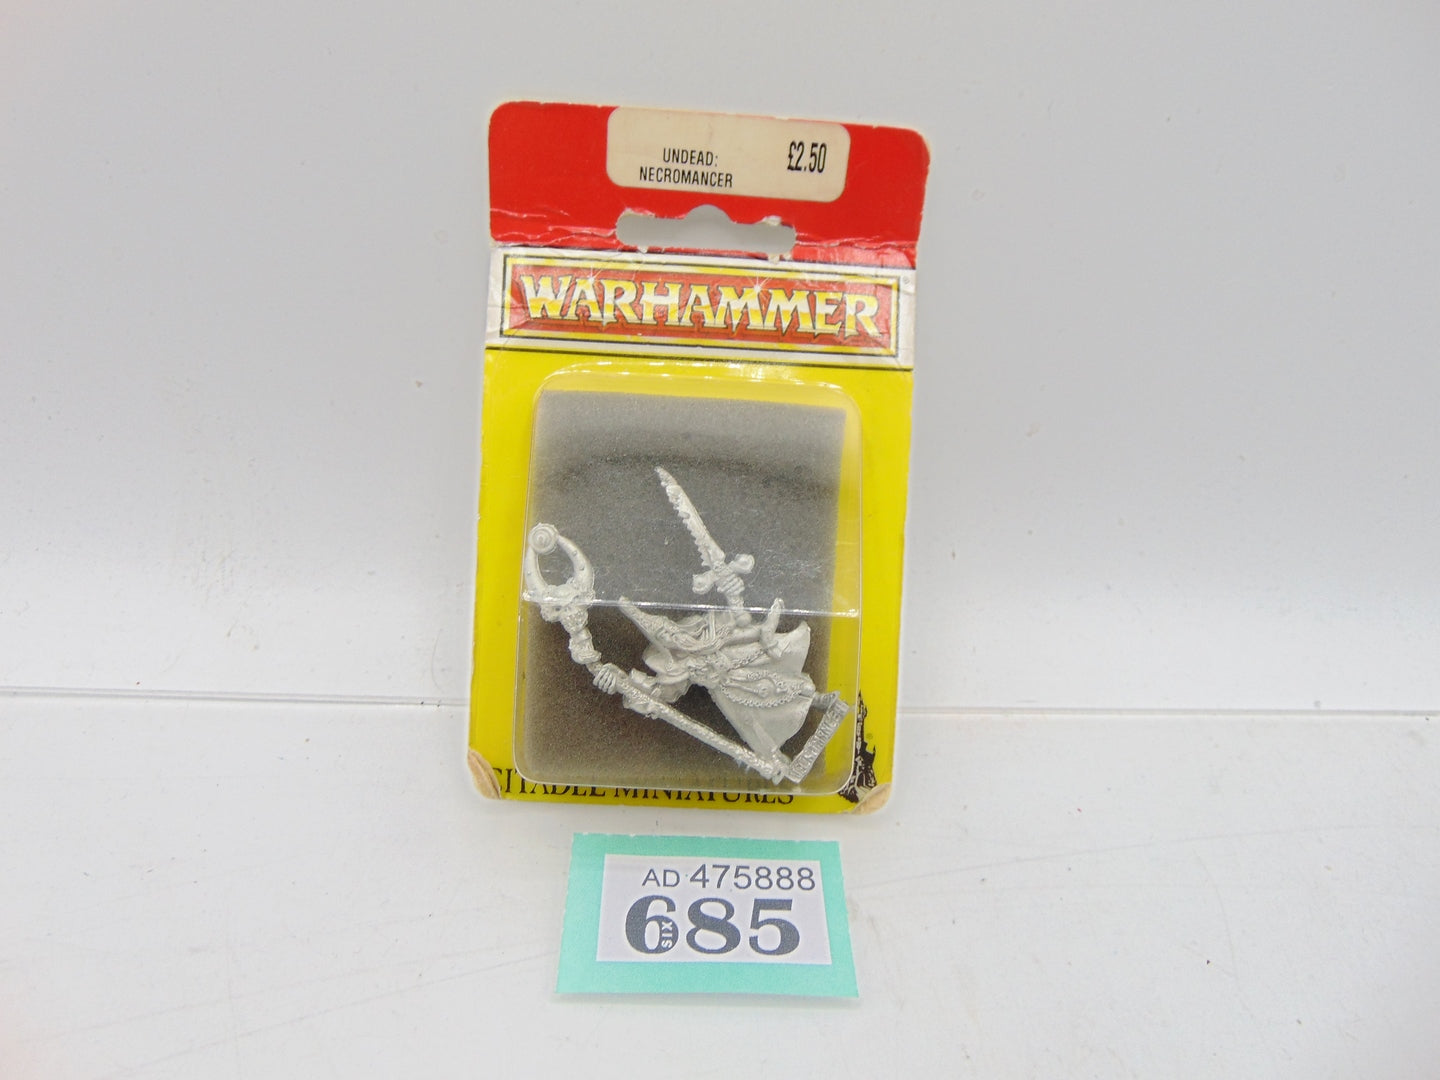 UNDEAD:
NECROMANCER
£2.50
WARHAMMER
CITADEL MINIATURES
AD 475888
685
SIX